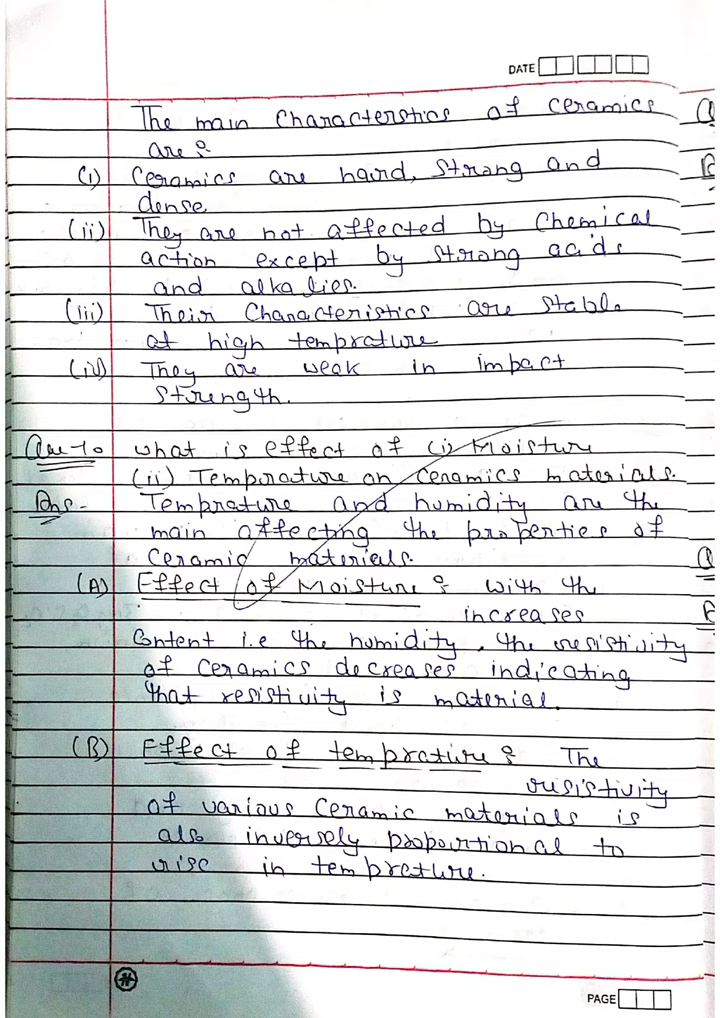 DATE
The main Characterstics of ceramics
are :
(i) Ceramics are hard, Strong and
dense.
(ii) They are not affected by Chemical
action except by strong acids
and alkalies.
(iii) Their Characteristics are stable
at high temprature
(iv) They are weak in impact
Strength.
Que-10 what is effect of (i) Moisture
(ii) Temprature on Ceramics materials.
Ans- Temprature and humidity are the
main affecting the properties of
Ceramic materials.
(A) Effect of Moisture : with the
increases
Content i.e the humidity, the resistivity
of Ceramics decreases indicating
that resistivity is material.
(B) Effect of temprature : The
resistivity
of various Ceramic materials is
also inversely propoortional to
rise in temprature.
PAGE